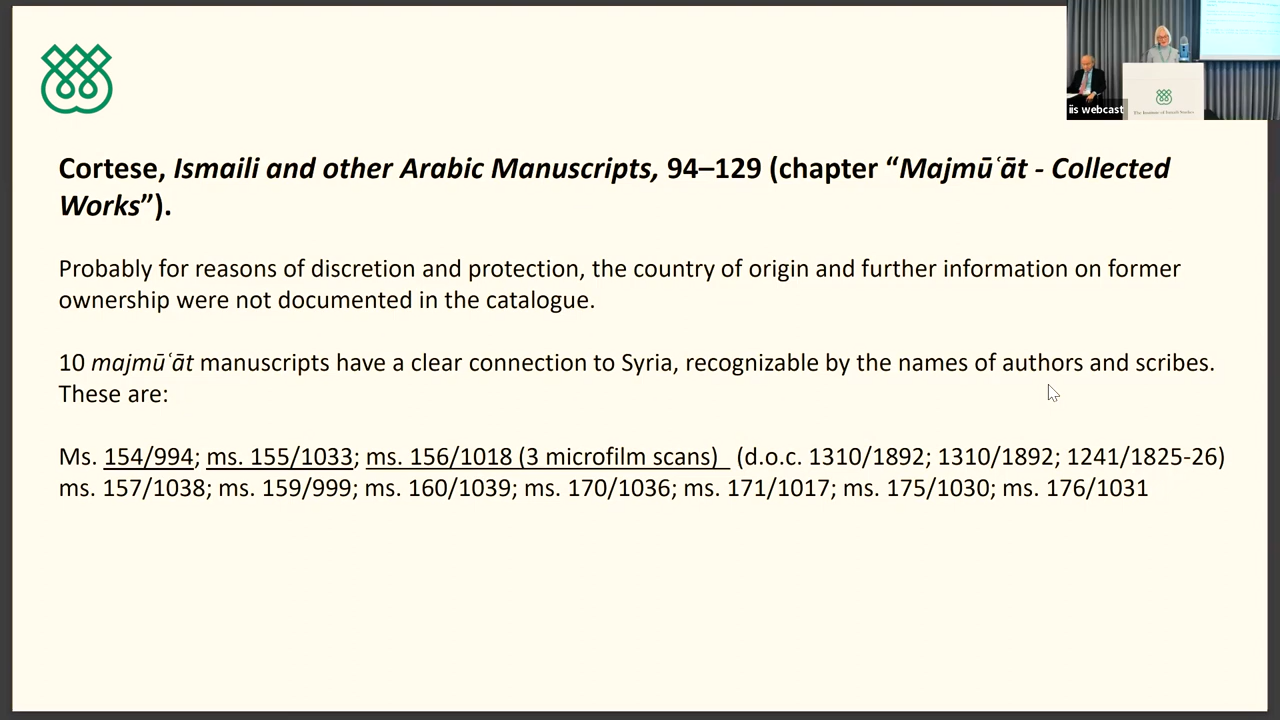 iis webcast
The Institute of Ismaili Studies
Cortese, Ismaili and other Arabic Manuscripts, 94–129 (chapter “Majmūʿāt - Collected
Works”).
Probably for reasons of discretion and protection, the country of origin and further information on former
ownership were not documented in the catalogue.
10 majmūʿāt manuscripts have a clear connection to Syria, recognizable by the names of authors and scribes.
These are:
Ms. 154/994; ms. 155/1033; ms. 156/1018 (3 microfilm scans) (d.o.c. 1310/1892; 1310/1892; 1241/1825-26)
ms. 157/1038; ms. 159/999; ms. 160/1039; ms. 170/1036; ms. 171/1017; ms. 175/1030; ms. 176/1031